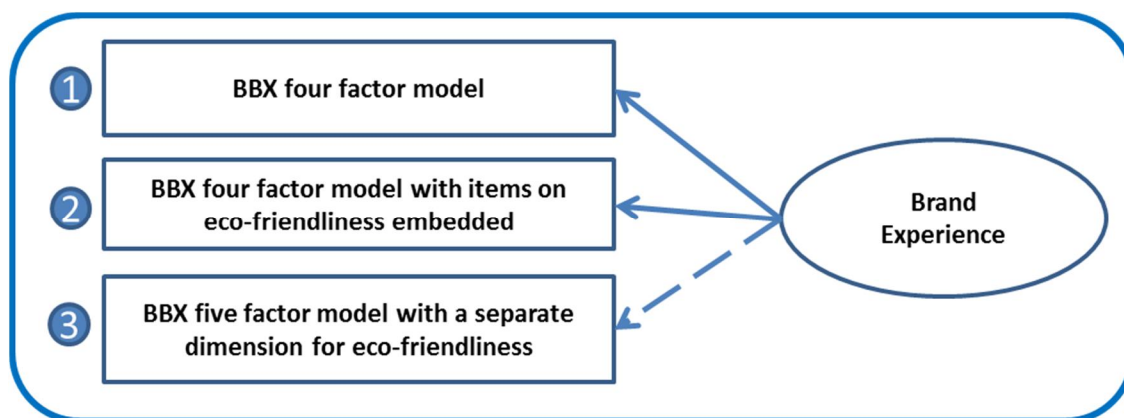 1
BBX four factor model
2
BBX four factor model with items on
eco-friendliness embedded
3
BBX five factor model with a separate
dimension for eco-friendliness
Brand
Experience